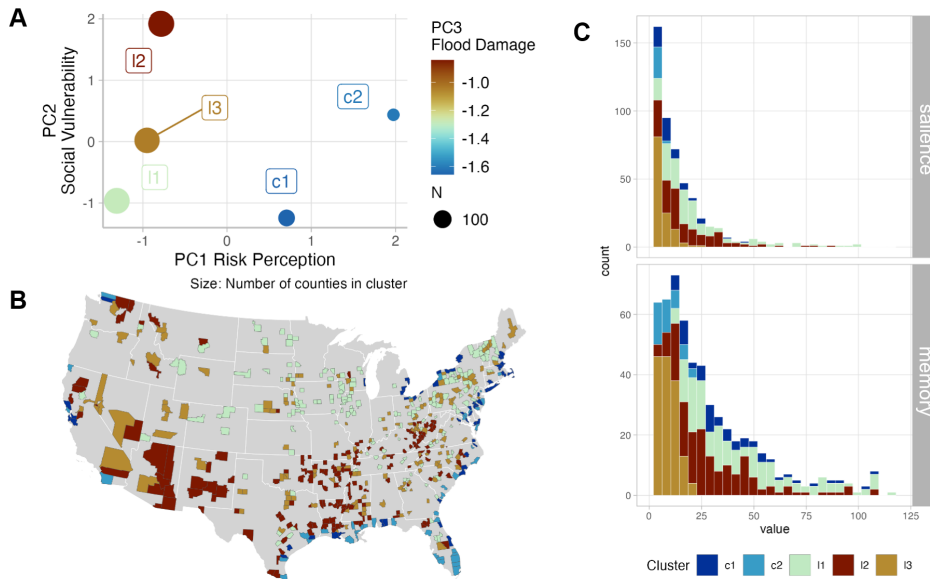 A
PC2
Social Vulnerability
2
1
0
-1
l2
l3
c2
l1
c1
-1
0
1
2
PC1 Risk Perception
Size: Number of counties in cluster
PC3
Flood Damage
-1.0
-1.2
-1.4
-1.6
N
100
B
C
150
100
50
0
salience
count
60
40
20
0
memory
0
25
50
75
100
125
value
Cluster
c1
c2
l1
l2
l3